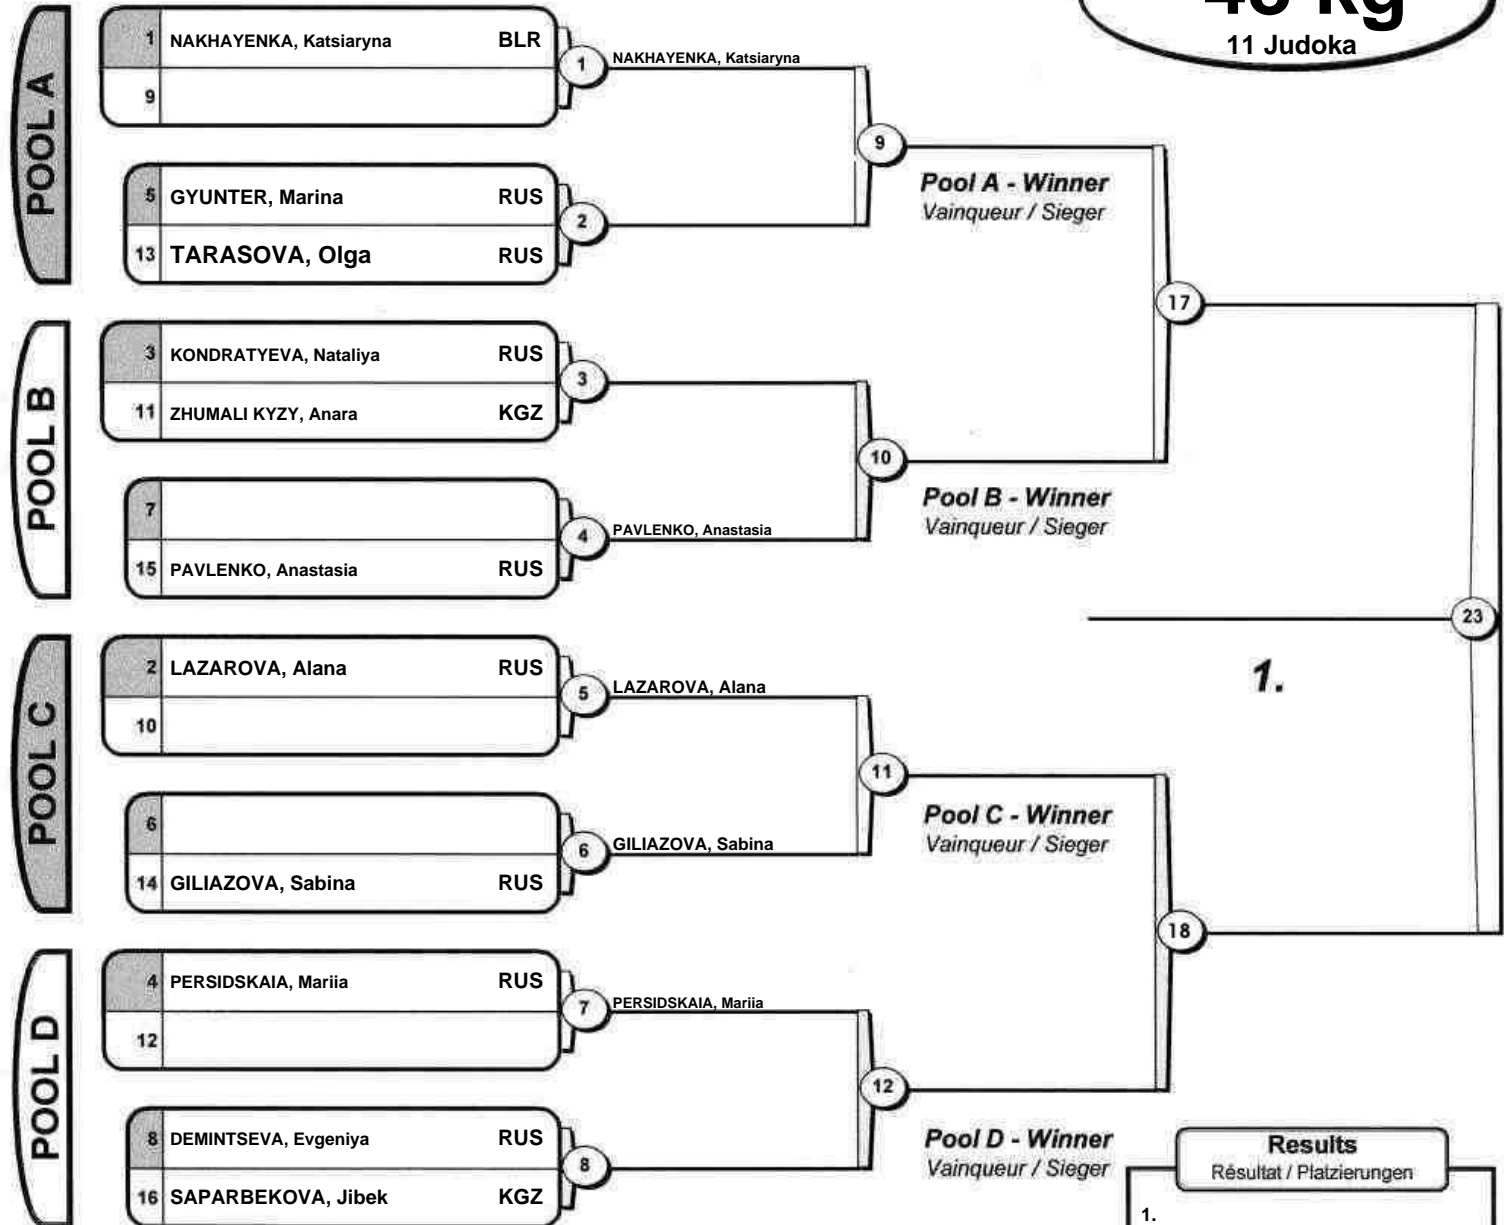 48 kg
11 Judoka
POOL A
1 NAKHAYENKA, Katsiaryna BLR
9
1 NAKHAYENKA, Katsiaryna
5 GYUNTER, Marina RUS
13 TARASOVA, Olga RUS
2
9
Pool A - Winner
Vainqueur / Sieger
POOL B
3 KONDRATYEVA, Nataliya RUS
11 ZHUMALI KYZY, Anara KGZ
3
7
15 PAVLENKO, Anastasia RUS
4 PAVLENKO, Anastasia
10
Pool B - Winner
Vainqueur / Sieger
17
POOL C
2 LAZAROVA, Alana RUS
10
5 LAZAROVA, Alana
6
14 GILIAZOVA, Sabina RUS
6 GILIAZOVA, Sabina
11
Pool C - Winner
Vainqueur / Sieger
POOL D
4 PERSIDSKAIA, Mariia RUS
12
7 PERSIDSKAIA, Mariia
8 DEMINTSEVA, Evgeniya RUS
16 SAPARBEKOVA, Jibek KGZ
8
12
Pool D - Winner
Vainqueur / Sieger
18
23
1.
Results
Résultat / Platzierungen
1.